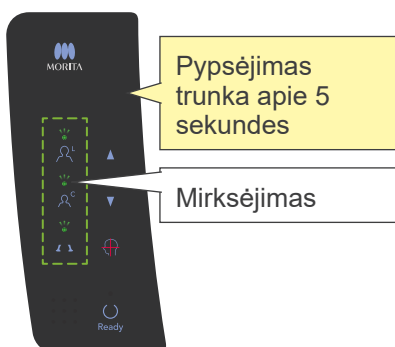 MORITA
Pypsėjimas
trunka apie 5
sekundes
L
Mirksėjimas
C
Ready